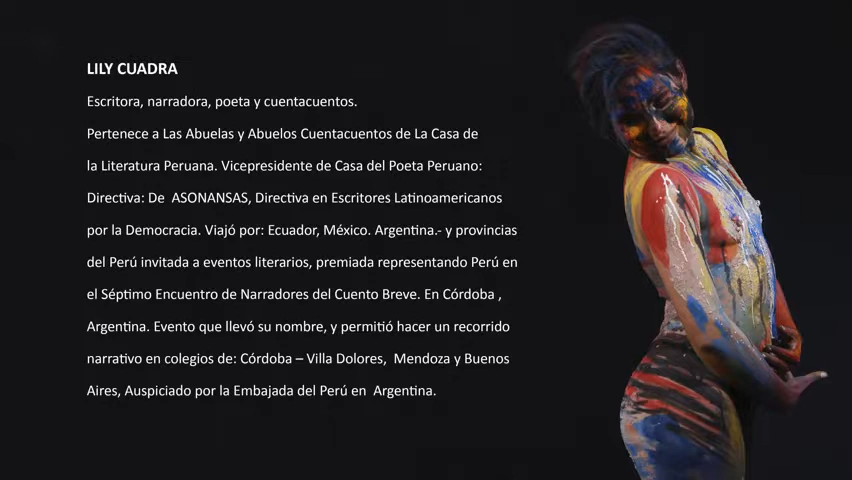 LILY CUADRA
Escritora, narradora, poeta y cuentacuentos.
Pertenece a Las Abuelas y Abuelos Cuentacuentos de La Casa de
la Literatura Peruana. Vicepresidente de Casa del Poeta Peruano:
Directiva: De  ASONANSAS, Directiva en Escritores Latinoamericanos
por la Democracia. Viajó por: Ecuador, México. Argentina.- y provincias
del Perú invitada a eventos literarios, premiada representando Perú en
el Séptimo Encuentro de Narradores del Cuento Breve. En Córdoba ,
Argentina. Evento que llevó su nombre, y permitió hacer un recorrido
narrativo en colegios de: Córdoba – Villa Dolores,  Mendoza y Buenos
Aires, Auspiciado por la Embajada del Perú en  Argentina.